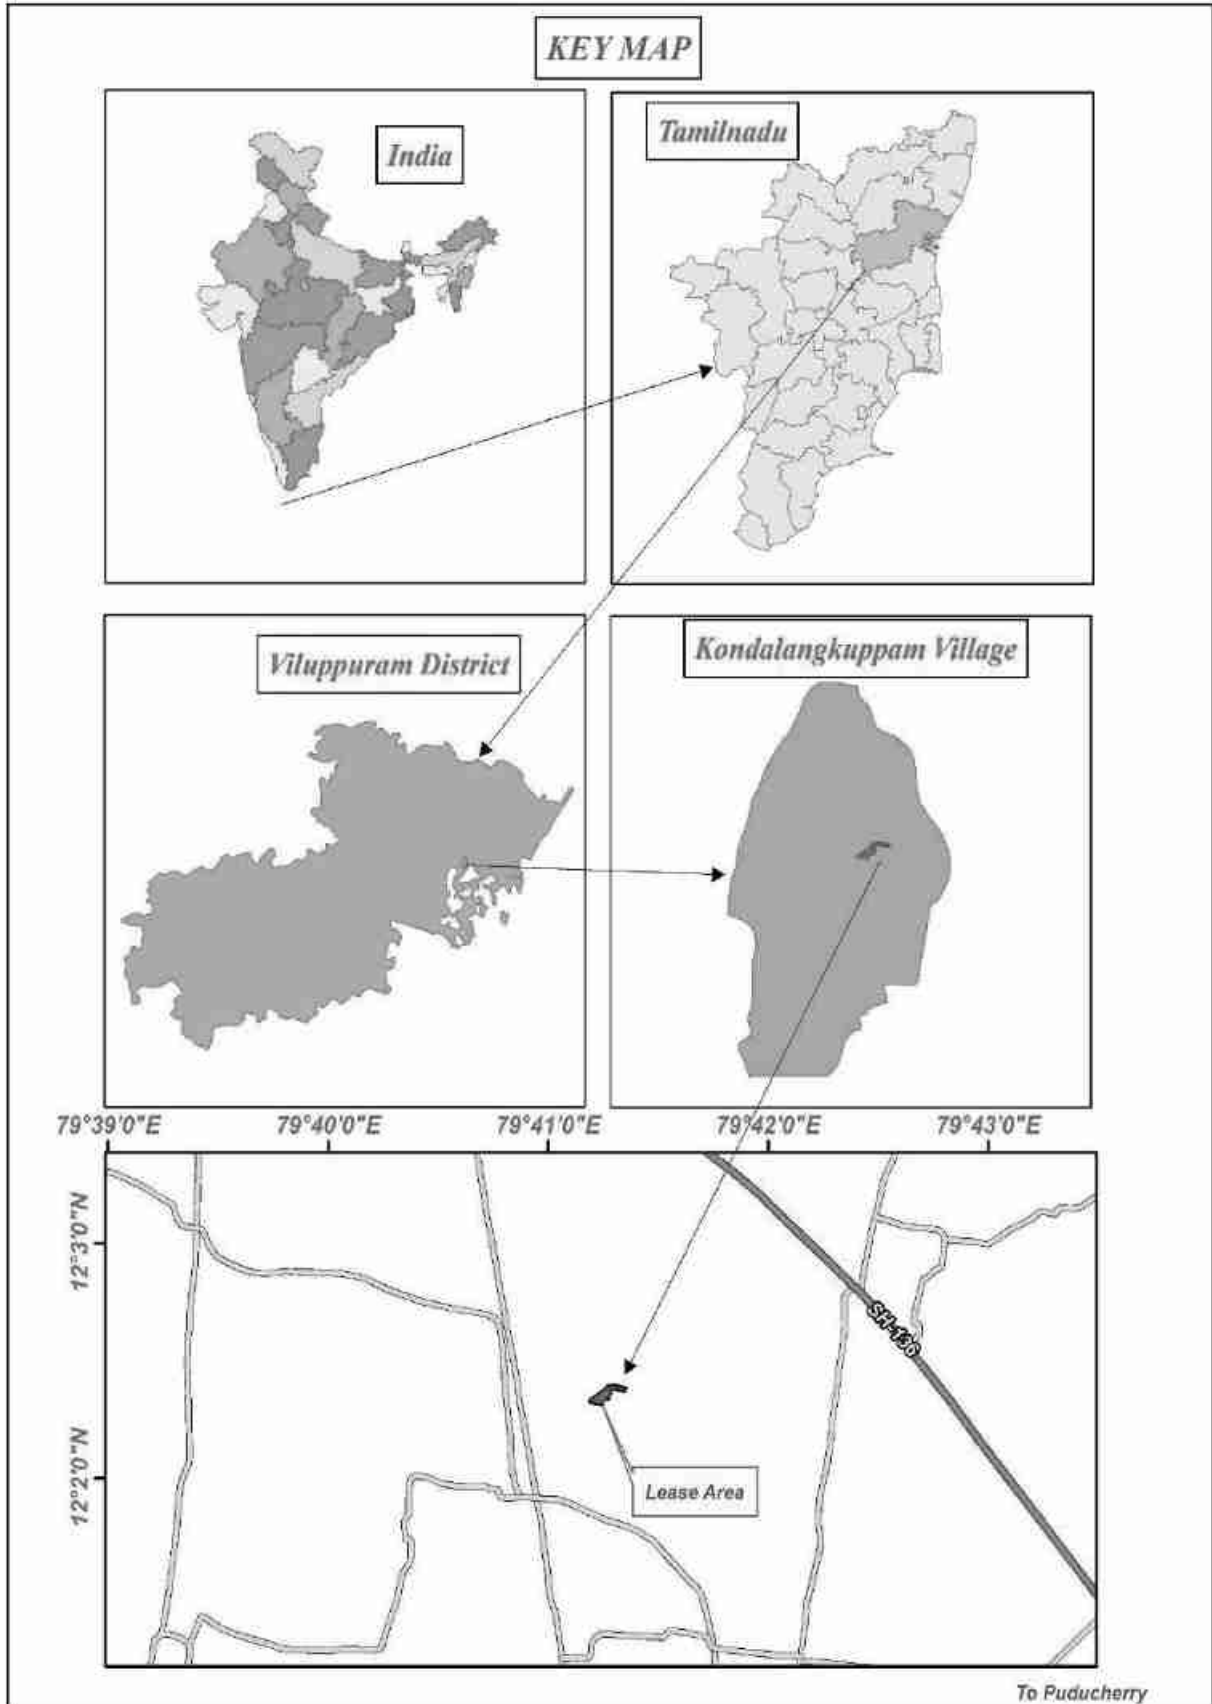 KEY MAP
India
Tamilnadu
Viluppuram District
Kondalangkuppam Village
79°39'0"E 79°40'0"E 79°41'0"E 79°42'0"E 79°43'0"E
12°3'0"N
12°2'0"N
SH-136
Lease Area
To Puducherry